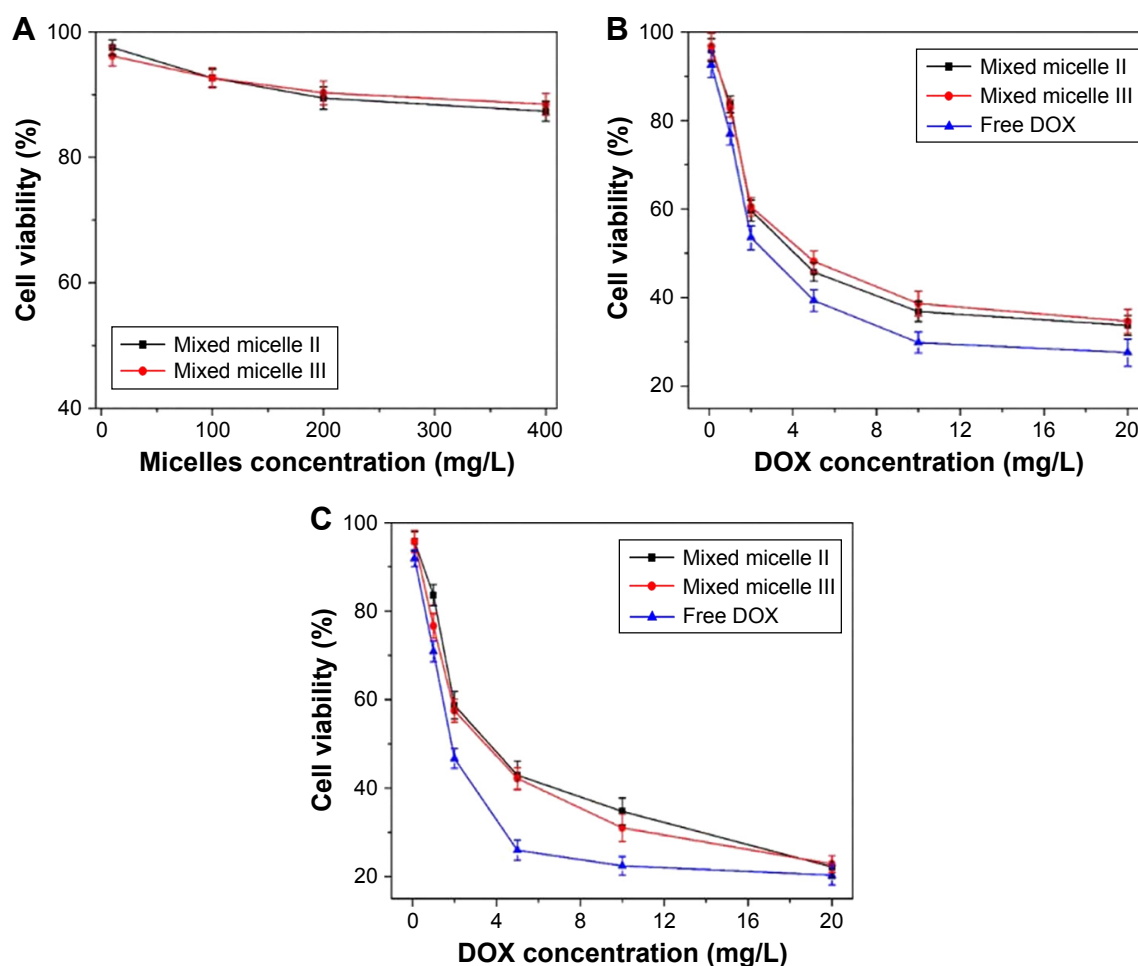 A
Cell viability (%)
100
80
60
40
0
100
200
300
400
Micelles concentration (mg/L)
Mixed micelle II
Mixed micelle III
B
Cell viability (%)
100
80
60
40
20
0
4
8
12
16
20
DOX concentration (mg/L)
Mixed micelle II
Mixed micelle III
Free DOX
C
Cell viability (%)
100
80
60
40
20
0
4
8
12
16
20
DOX concentration (mg/L)
Mixed micelle II
Mixed micelle III
Free DOX